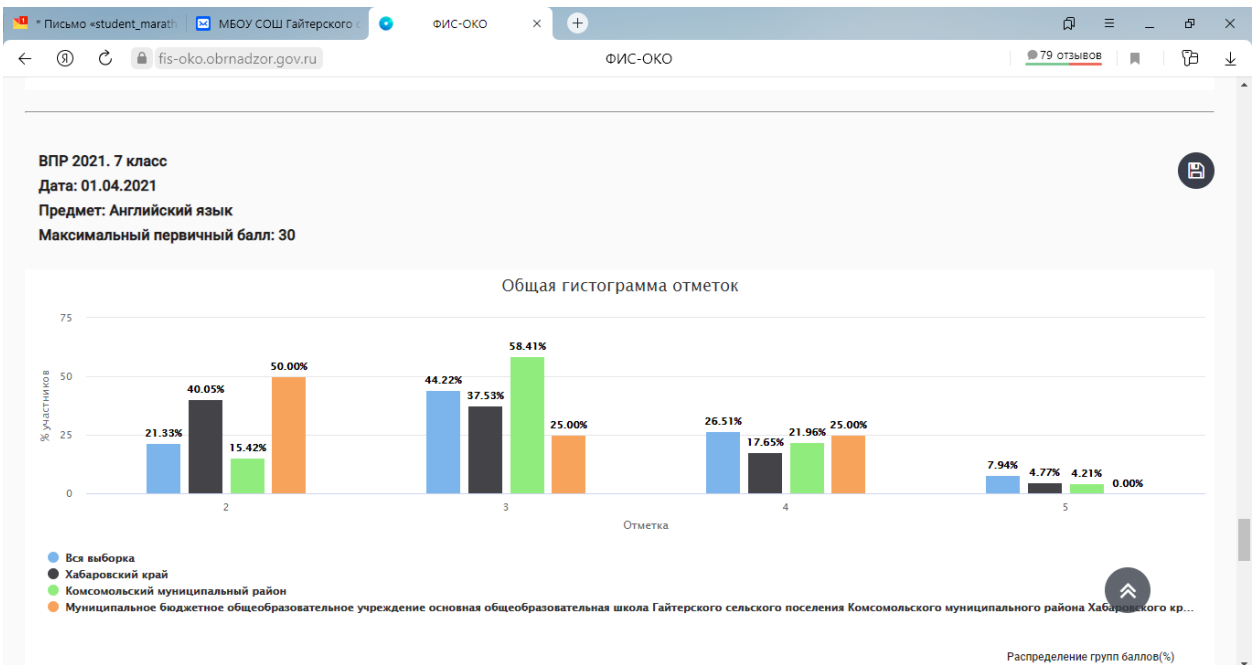 * Письмо «student_marath
МБОУ СОШ Гайтерского с
ФИС-ОКО
fis-oko.obrnadzor.gov.ru
ФИС-ОКО
79 отзывов
ВПР 2021. 7 класс
Дата: 01.04.2021
Предмет: Английский язык
Максимальный первичный балл: 30
Общая гистограмма отметок
% участников
75
50
25
0
21.33%
40.05%
15.42%
50.00%
44.22%
37.53%
58.41%
25.00%
26.51%
17.65%
21.96%
25.00%
7.94%
4.77%
4.21%
0.00%
2
3
4
5
Отметка
Вся выборка
Хабаровский край
Комсомольский муниципальный район
Муниципальное бюджетное общеобразовательное учреждение основная общеобразовательная школа Гайтерского сельского поселения Комсомольского муниципального района Хабаровского кр...
Распределение групп баллов(%)